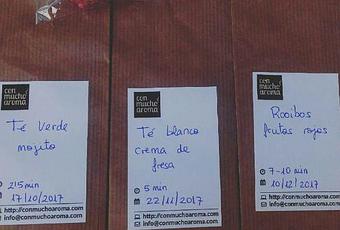 con
mucho
aroma
Té Verde
mojito
2'5 min
17/10/2017
http://conmuchoaroma.com
info@conmuchoaroma.com
con
mucho
aroma
Té blanco
crema de
fresa
5 min
22/11/2017
http://conmuchoaroma.com
info@conmuchoaroma.com
con
mucho
aroma
Rooibos
frutas rojas
7-10 min
10/12/2017
http://conmuchoaroma.com
info@conmuchoaroma.com